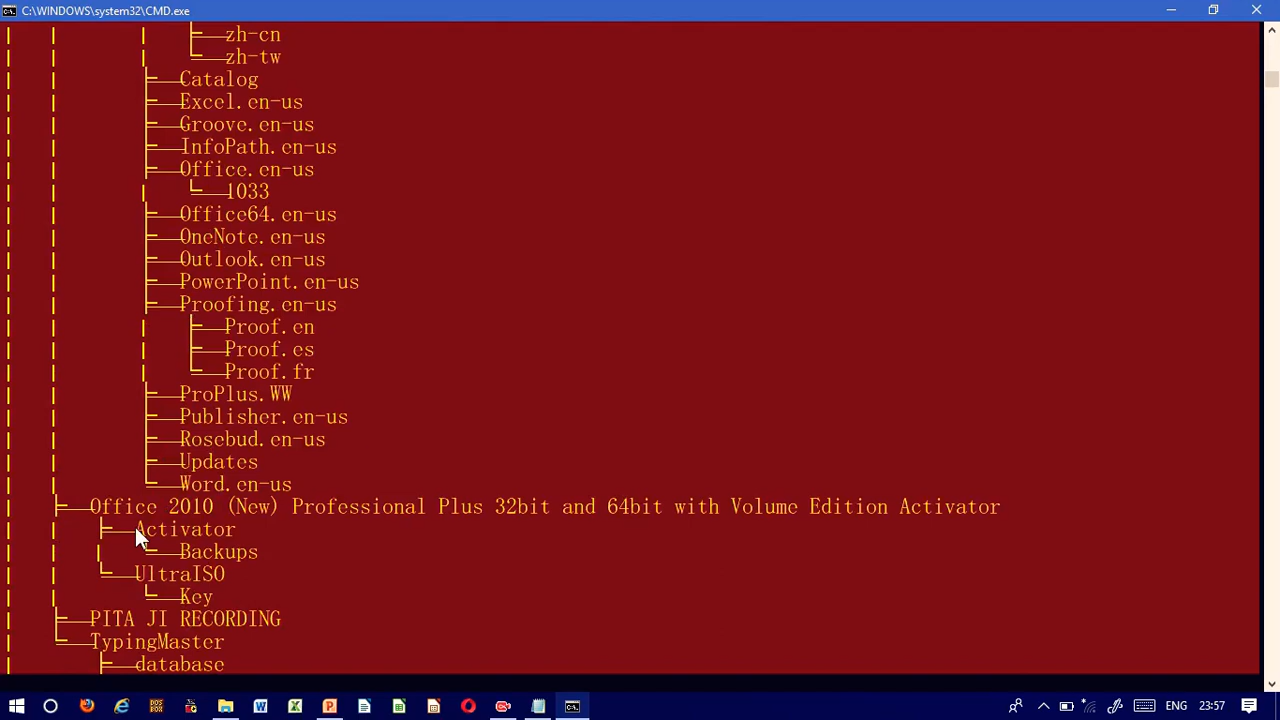 C:\WINDOWS\system32\CMD.exe
zh-cn
zh-tw
Catalog
Excel.en-us
Groove.en-us
InfoPath.en-us
Office.en-us
1033
Office64.en-us
OneNote.en-us
Outlook.en-us
PowerPoint.en-us
Proofing.en-us
Proof.en
Proof.es
Proof.fr
ProPlus.WW
Publisher.en-us
Rosebud.en-us
Updates
Word.en-us
Office 2010 (New) Professional Plus 32bit and 64bit with Volume Edition Activator
Activator
Backups
UltraISO
Key
PITA JI RECORDING
TypingMaster
database
ENG 23:57